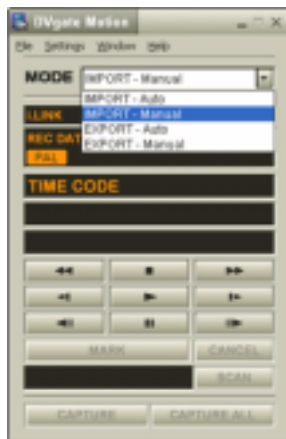 DVgate Motion
File Settings Window Help
MODE IMPORT - Manual
IMPORT - Auto
i.LINK IMPORT - Manual
EXPORT - Auto
REC DAT EXPORT - Manual
PAL
TIME CODE
MARK CANCEL
SCAN
CAPTURE CAPTURE ALL